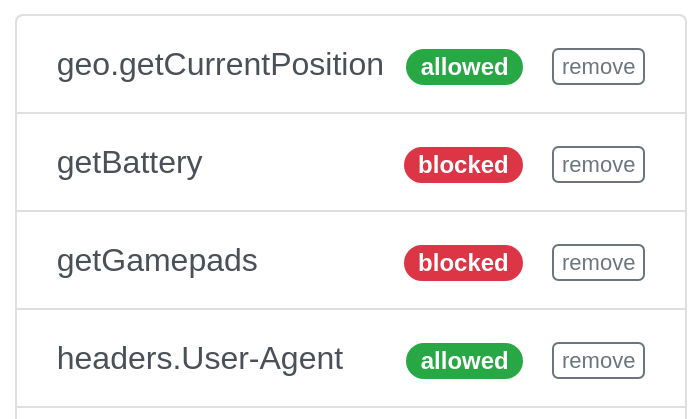 geo.getCurrentPosition allowed remove
getBattery blocked remove
getGamepads blocked remove
headers.User-Agent allowed remove